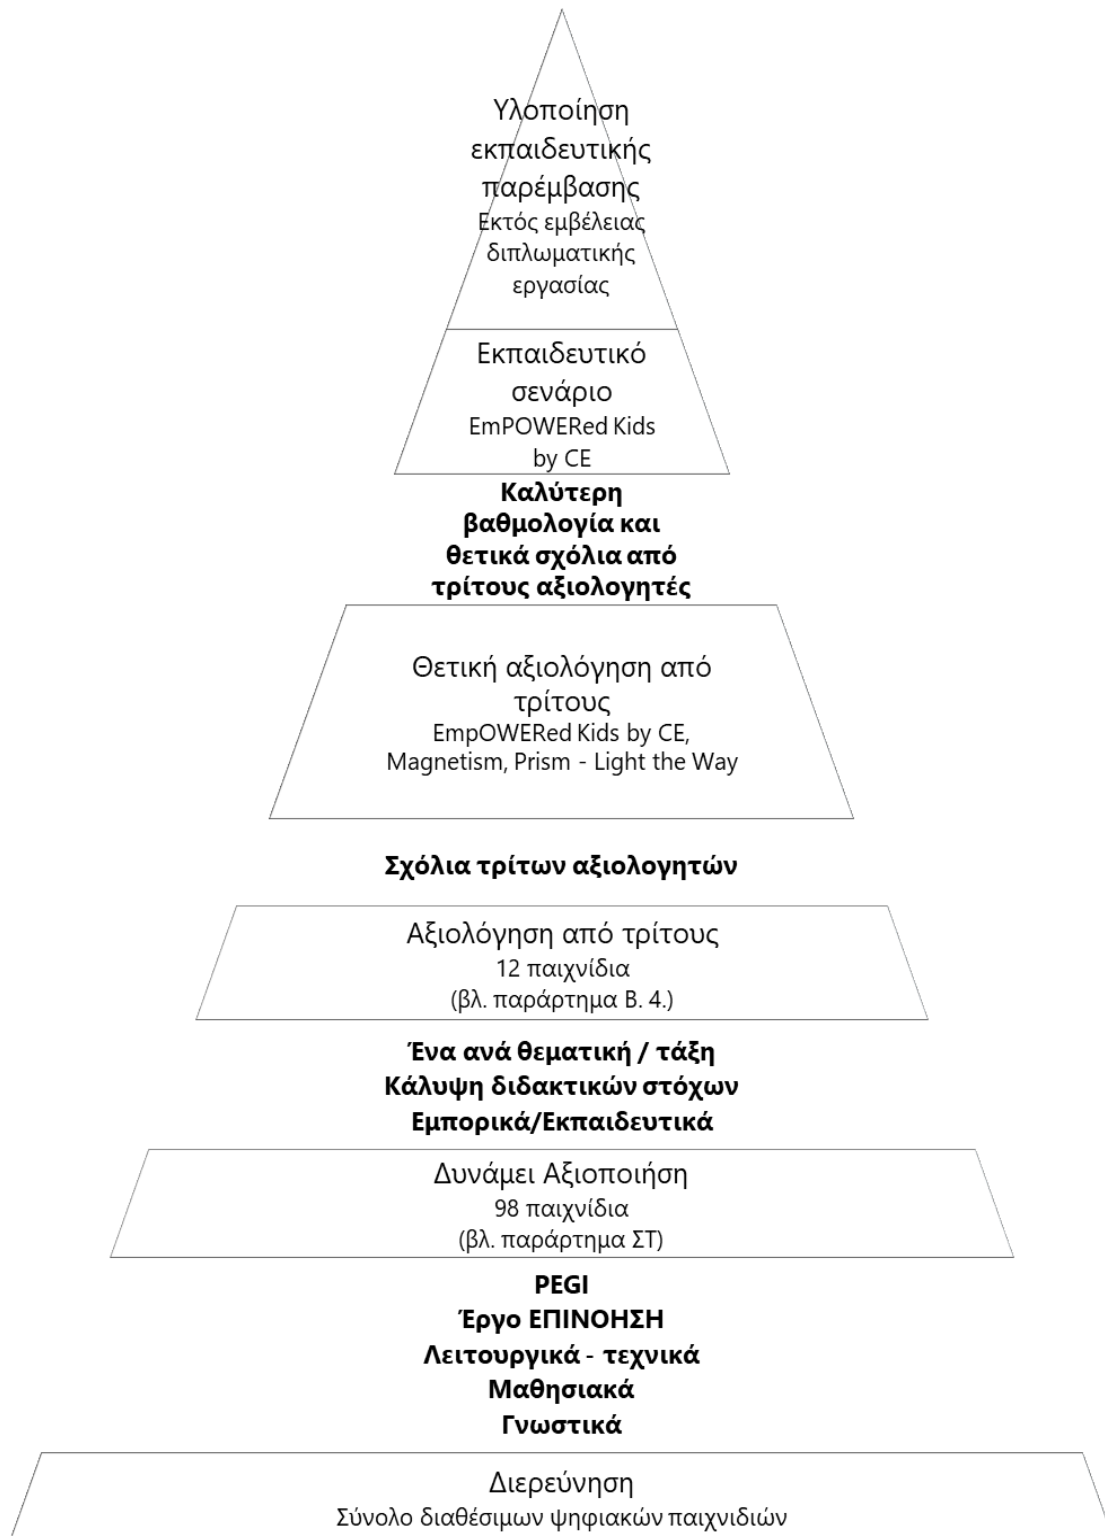 Υλοποίηση
εκπαιδευτικής
παρέμβασης
Εκτός εμβέλειας
διπλωματικής
εργασίας
Εκπαιδευτικό
σενάριο
EmPOWERed Kids
by CE
Καλύτερη
βαθμολογία και
θετικά σχόλια από
τρίτους αξιολογητές
Θετική αξιολόγηση από
τρίτους
EmpOWERed Kids by CE,
Magnetism, Prism - Light the Way
Σχόλια τρίτων αξιολογητών
Αξιολόγηση από τρίτους
12 παιχνίδια
(βλ. παράρτημα Β. 4.)
Ένα ανά θεματική / τάξη
Κάλυψη διδακτικών στόχων
Εμπορικά/Εκπαιδευτικά
Δυνάμει Αξιοποιήση
98 παιχνίδια
(βλ. παράρτημα ΣΤ)
PEGI
Έργο ΕΠΙΝΟΗΣΗ
Λειτουργικά - τεχνικά
Μαθησιακά
Γνωστικά
Διερεύνηση
Σύνολο διαθέσιμων ψηφιακών παιχνιδιών